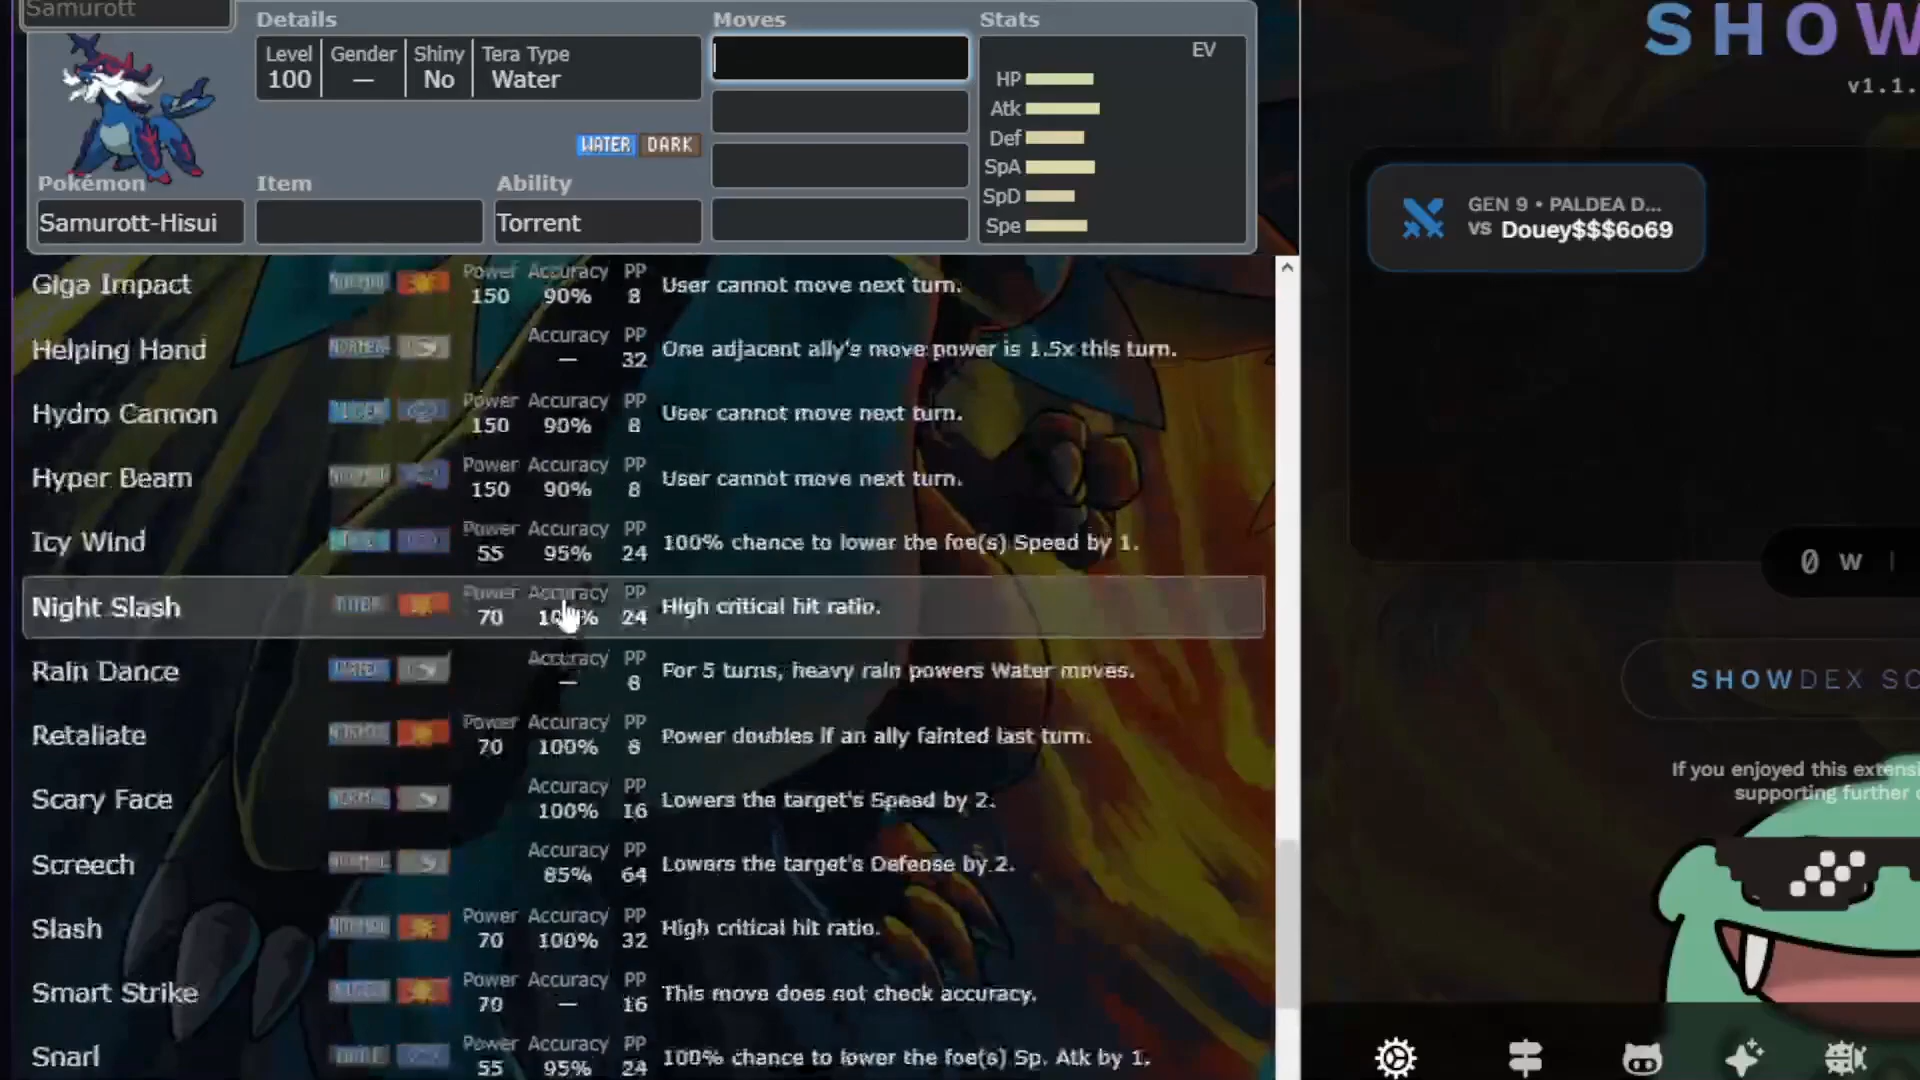 Samurott
Details
Moves
Stats
Level
Gender
Shiny
Tera Type
100
—
No
Water
EV
HP
Atk
Def
SpA
SpD
Spe
WATER
DARK
Pokémon
Item
Ability
Samurott-Hisui
Torrent
Giga Impact
NORMAL
Power
150
Accuracy
90%
PP
8
User cannot move next turn.
Helping Hand
NORMAL
Accuracy
—
PP
32
One adjacent ally's move power is 1.5x this turn.
Hydro Cannon
Power
150
Accuracy
90%
PP
8
User cannot move next turn.
Hyper Beam
NORMAL
Power
150
Accuracy
90%
PP
8
User cannot move next turn.
Icy Wind
Power
55
Accuracy
95%
PP
24
100% chance to lower the foe(s) Speed by 1.
Night Slash
Power
70
Accuracy
PP
24
High critical hit ratio.
Rain Dance
WATER
Accuracy
—
PP
8
For 5 turns, heavy rain powers Water moves.
Retaliate
NORMAL
Power
70
Accuracy
100%
PP
8
Power doubles if an ally fainted last turn.
Scary Face
NORMAL
Accuracy
100%
PP
16
Lowers the target's Speed by 2.
Screech
NORMAL
Accuracy
85%
PP
64
Lowers the target's Defense by 2.
Slash
NORMAL
Power
70
Accuracy
100%
PP
32
High critical hit ratio.
Smart Strike
Power
70
Accuracy
—
PP
16
This move does not check accuracy.
Snarl
Power
55
Accuracy
95%
PP
24
100% chance to lower the foe(s) Sp. Atk by 1.
SHOW
v1.1.
GEN 9 • PALDEA D...
VS Douey$$$6o69
0 W
SHOWDEX SO
If you enjoyed this extensi
supporting further